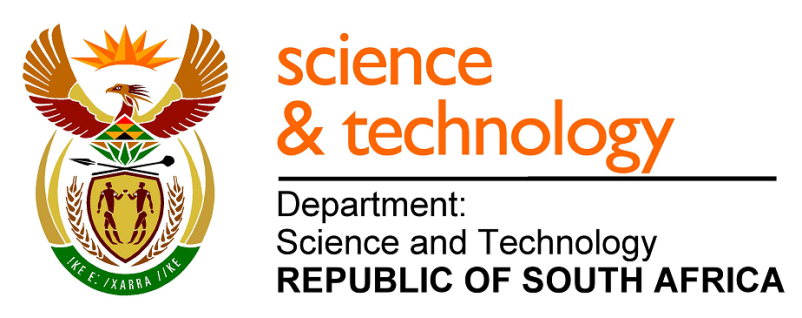 science
& technology
Department:
Science and Technology
REPUBLIC OF SOUTH AFRICA
!KE E: /XARRA //KE